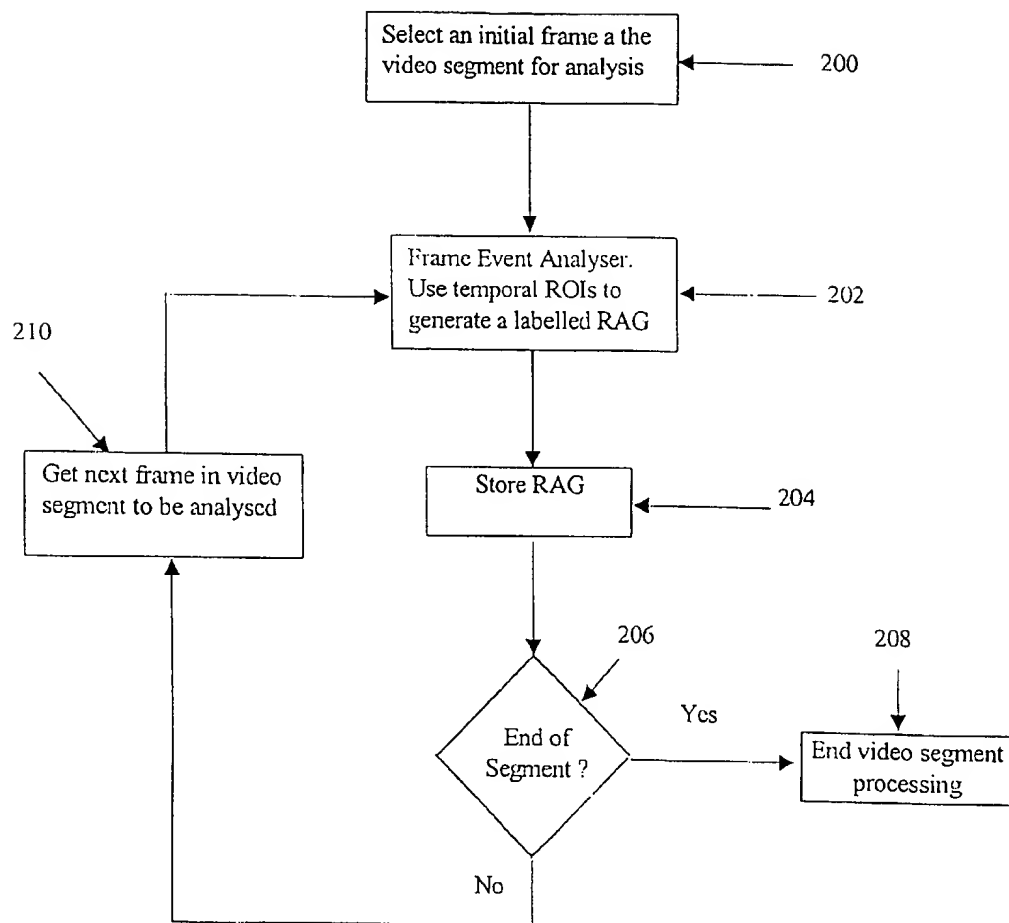 Select an initial frame a the
video segment for analysis
200
Frame Event Analyser.
Use temporal ROIs to
generate a labelled RAG
202
210
Get next frame in video
segment to be analysed
Store RAG
204
206
208
End of
Segment ?
Yes
End video segment
processing
No